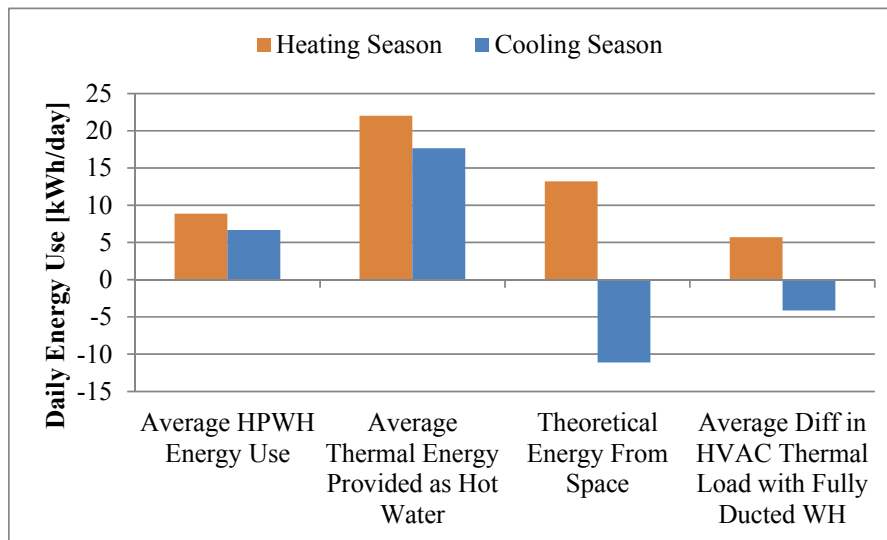 Heating Season Cooling Season
Daily Energy Use [kWh/day]
25
20
15
10
5
0
-5
-10
-15
Average HPWH
Energy Use
Average
Thermal Energy
Provided as Hot
Water
Theoretical
Energy From
Space
Average Diff in
HVAC Thermal
Load with Fully
Ducted WH